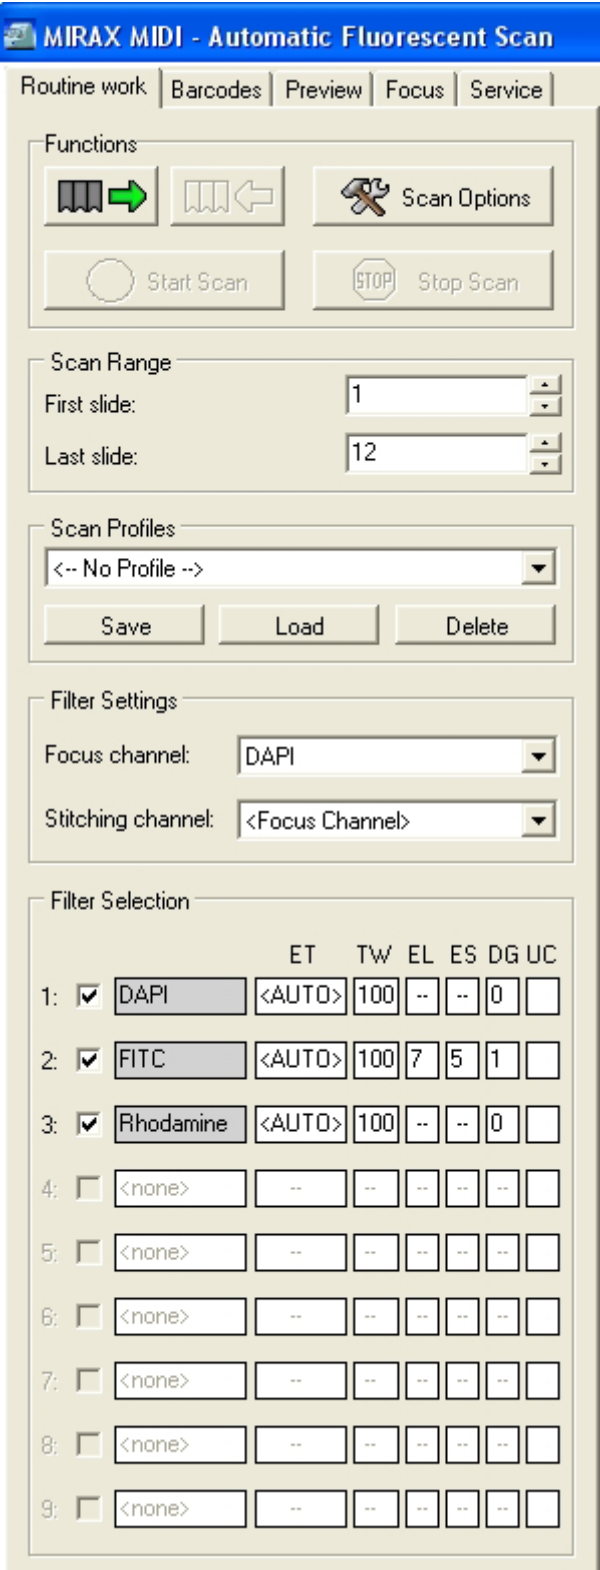 MIRAX MIDI - Automatic Fluorescent Scan
Routine work Barcodes Preview Focus Service
Functions
Scan Options
Start Scan STOP Stop Scan
Scan Range
First slide: 1
Last slide: 12
Scan Profiles
<-- No Profile -->
Save Load Delete
Filter Settings
Focus channel: DAPI
Stitching channel: <Focus Channel>
Filter Selection
ET TW EL ES DG UC
1: DAPI <AUTO> 100 -- -- 0
2: FITC <AUTO> 100 7 5 1
3: Rhodamine <AUTO> 100 -- -- 0
4: <none> -- -- -- -- --
5: <none> -- -- -- -- --
6: <none> -- -- -- -- --
7: <none> -- -- -- -- --
8: <none> -- -- -- -- --
9: <none> -- -- -- -- --